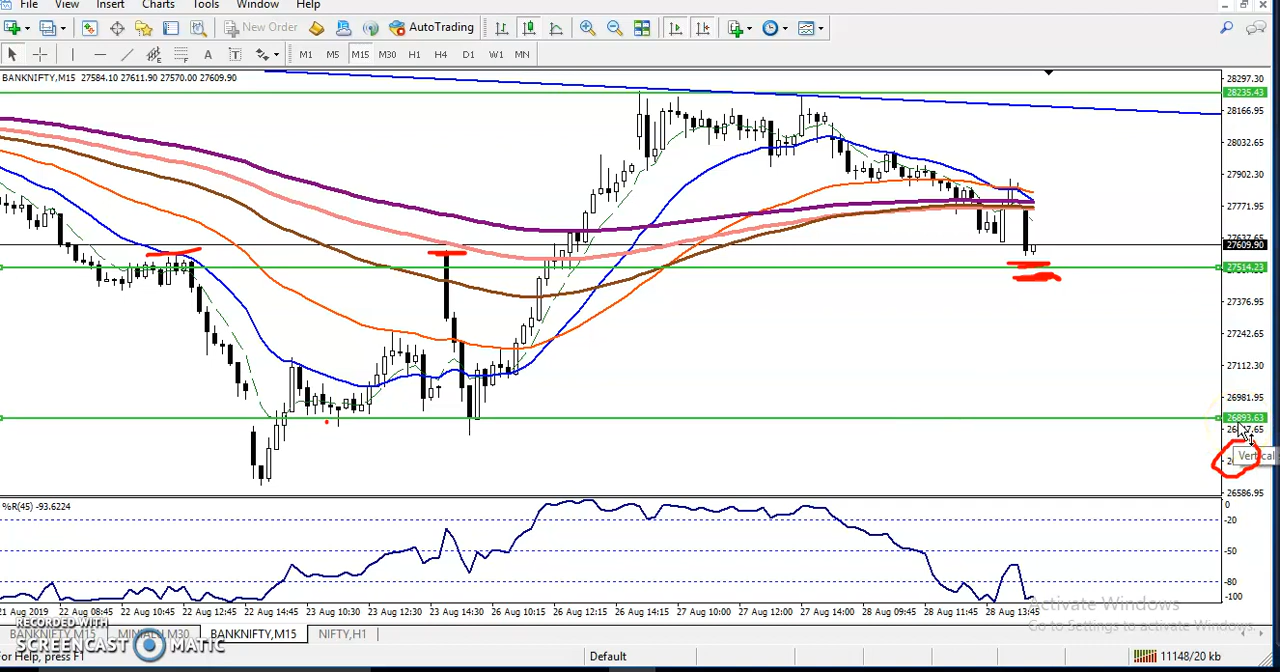 File View Insert Charts Tools Window Help
New Order AutoTrading
A T M1 M5 M15 M30 H1 H4 D1 W1 MN
BANKNIFTY,M15 27584.10 27611.90 27570.00 27609.90
28297.30
28235.43
28166.95
28032.65
27902.30
27771.95
27609.90
27514.23
27376.95
27242.65
27112.30
26981.95
26893.63
Vertical
26586.95
%R(45) -93.6224
0
-20
-50
-80
-100
21 Aug 2019 22 Aug 08:45 22 Aug 10:45 22 Aug 12:45 22 Aug 14:45 23 Aug 10:30 23 Aug 12:30 23 Aug 14:30 26 Aug 10:15 26 Aug 12:15 26 Aug 14:15 27 Aug 10:00 27 Aug 12:00 27 Aug 14:00 28 Aug 09:45 28 Aug 11:45 28 Aug 13:45
Activate Windows
Go to Settings to activate Windows.
RECORDED WITH
SCREENCAST MATIC
BANKNIFTY,M15 BANKNIFTY,M15 NIFTY,H1
For Help, press F1 Default 11148/20 kb